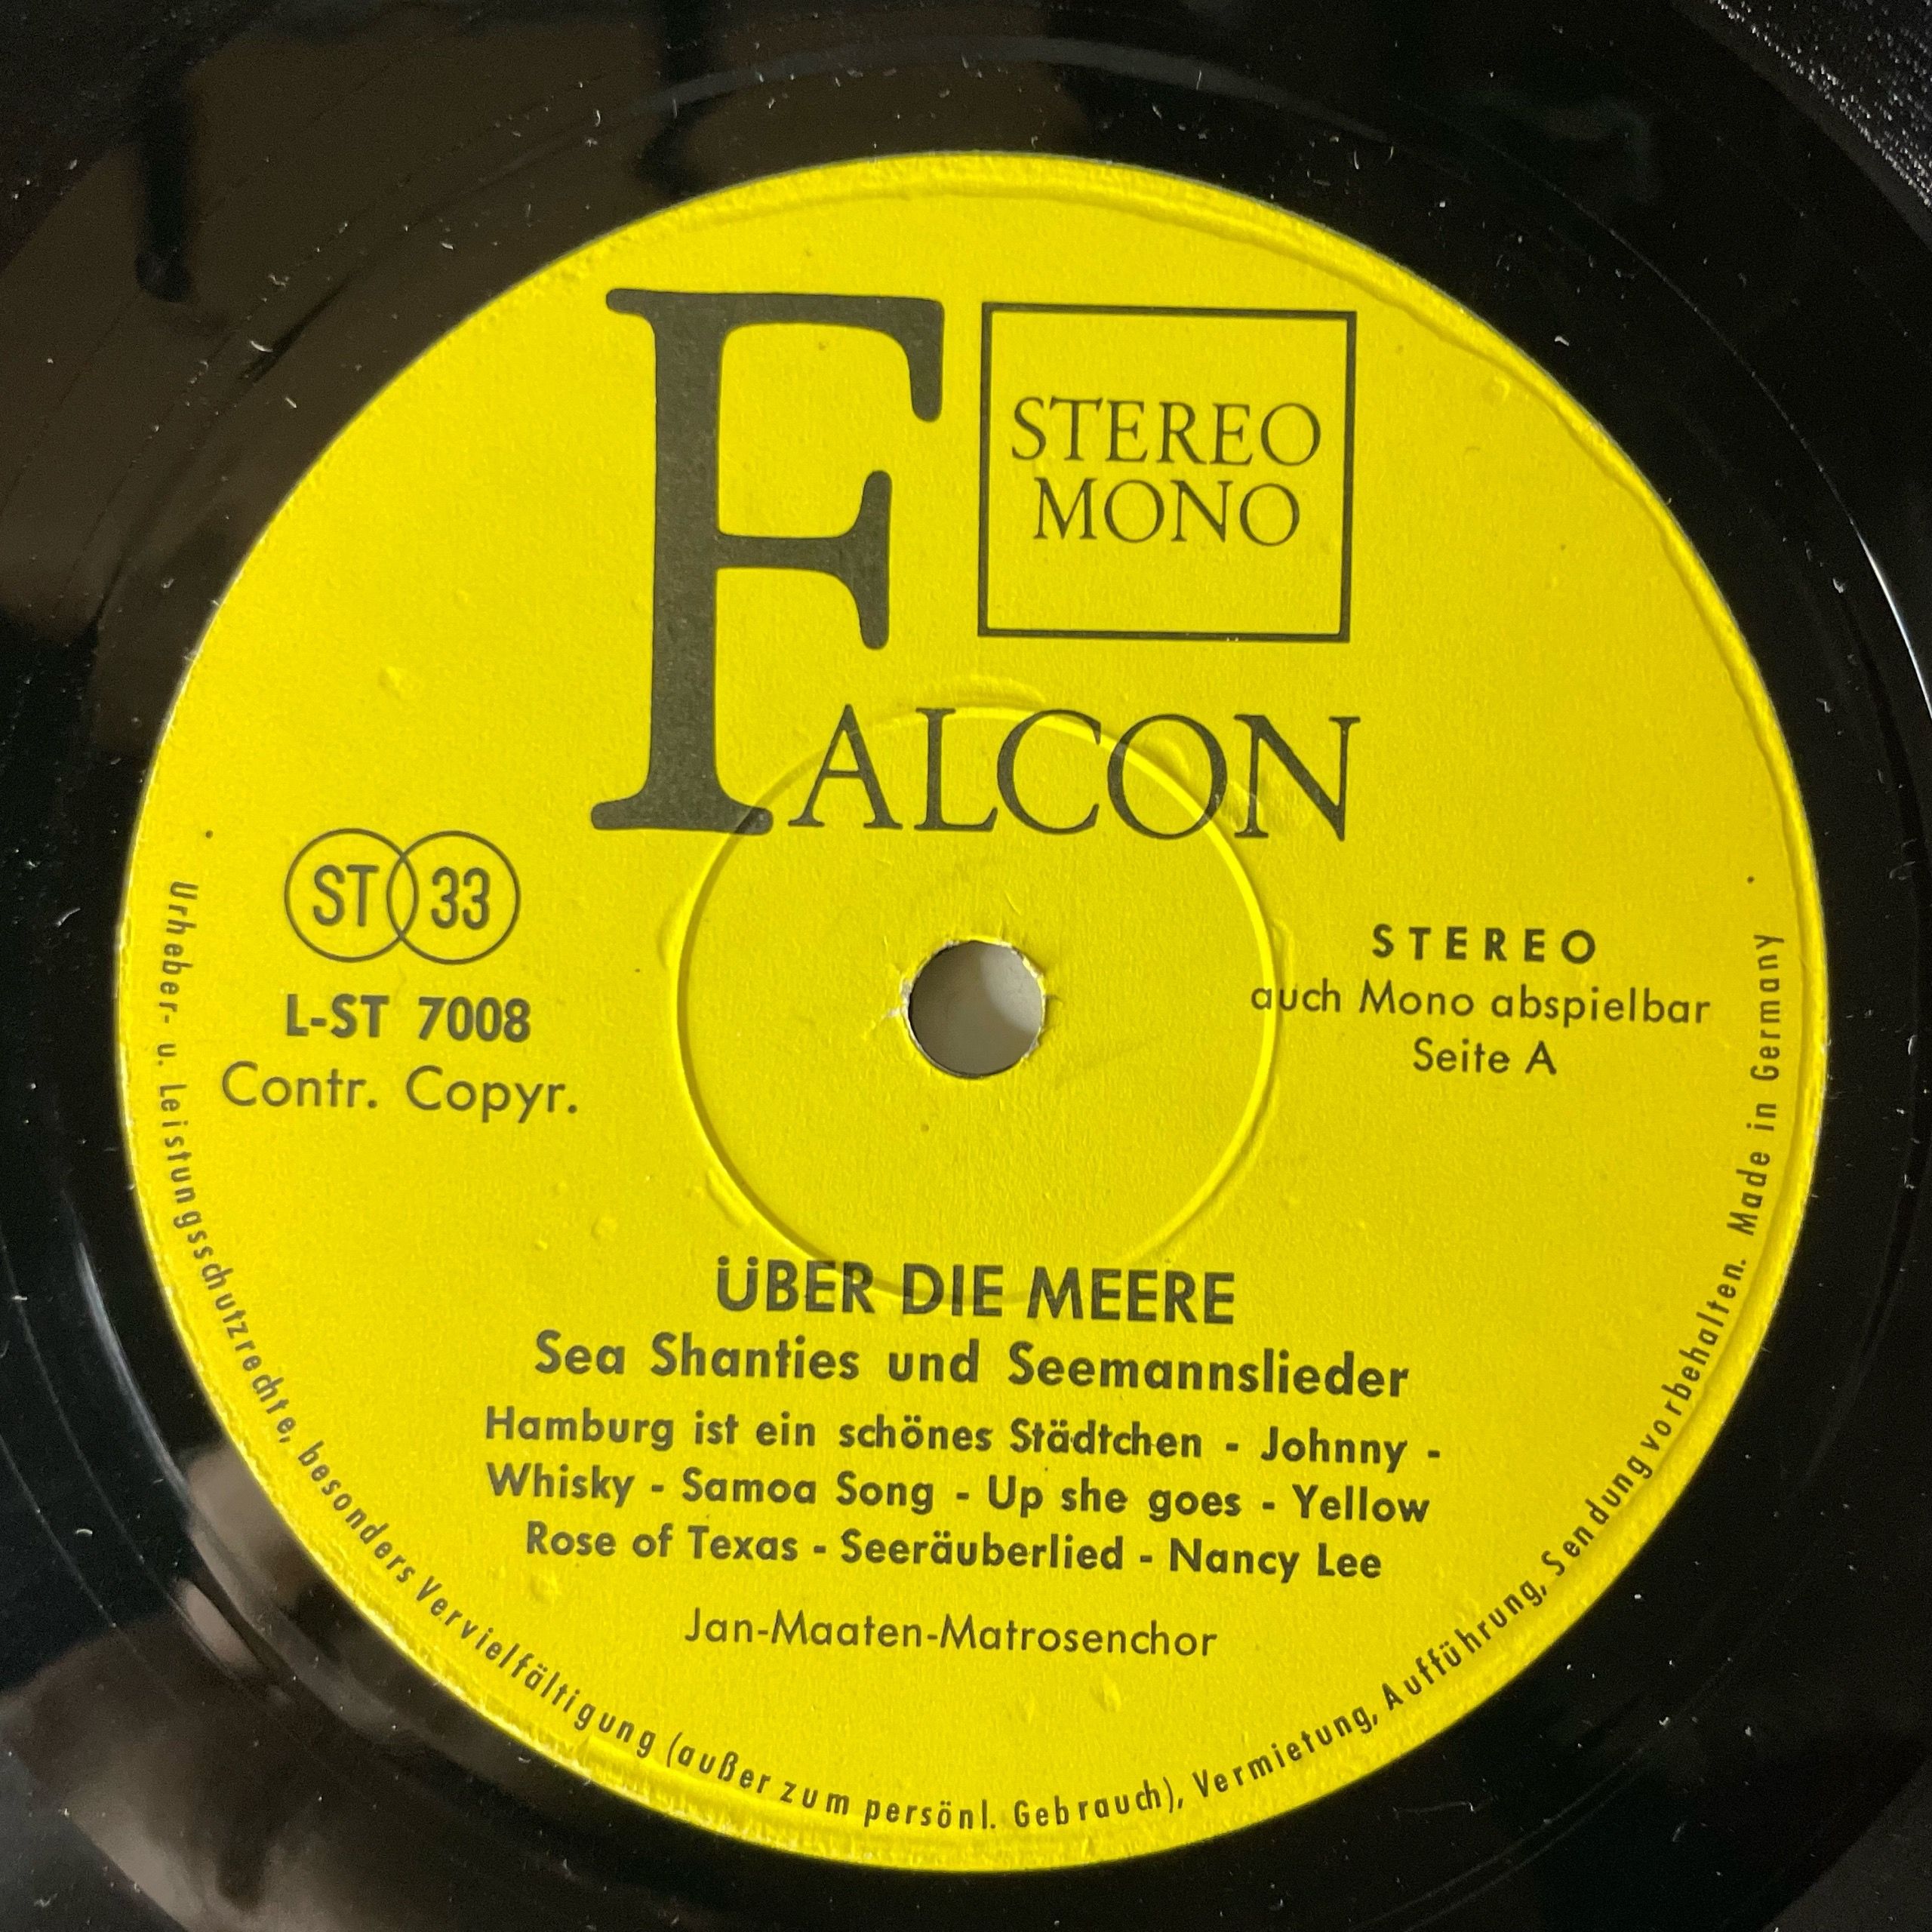 STEREO
MONO
FALCON
ST 33
L-ST 7008
Contr. Copyr.
STEREO
auch Mono abspielbar
Seite A
ÜBER DIE MEERE
Sea Shanties und Seemannslieder
Hamburg ist ein schönes Städtchen - Johnny -
Whisky - Samoa Song - Up she goes - Yellow
Rose of Texas - Seeräuberlied - Nancy Lee
Jan-Maaten-Matrosenchor
Urheber- u. Leistungsschutzrechte, besonders Vervielfältigung (außer zum persönl. Gebrauch), Vermietung, Aufführung, Sendung vorbehalten. Made in Germany